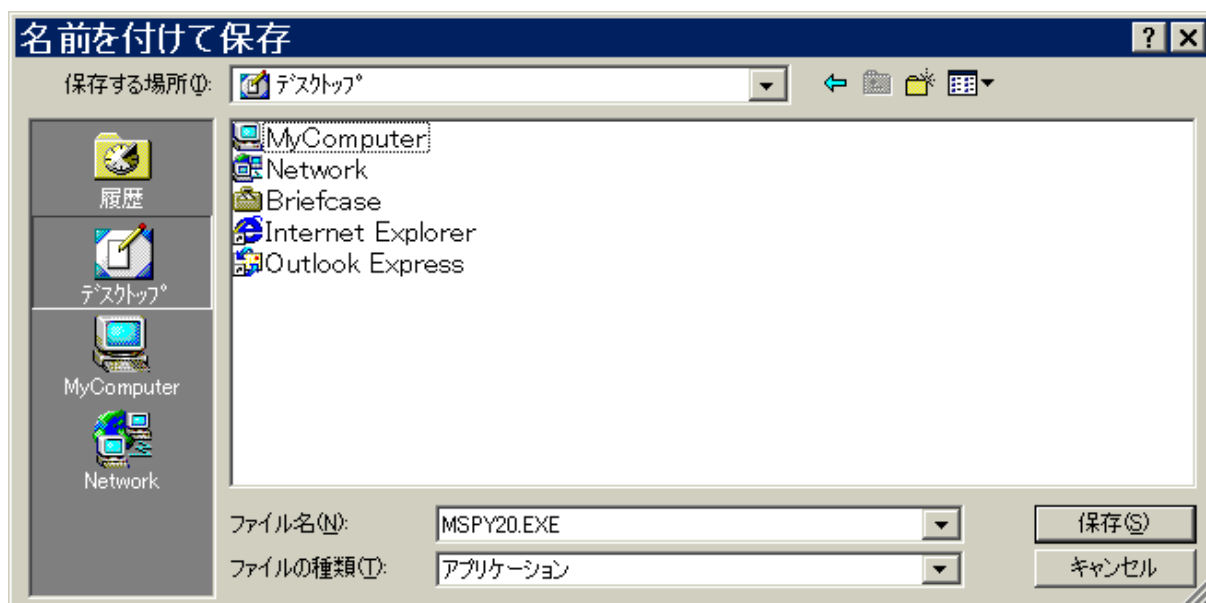 名前を付けて保存
保存する場所(I):
ﾃﾞｽｸﾄｯﾌﾟ
履歴
ﾃﾞｽｸﾄｯﾌﾟ
MyComputer
Network
MyComputer
Network
Briefcase
Internet Explorer
Outlook Express
ファイル名(N):
MSPY20.EXE
保存(S)
ファイルの種類(T):
アプリケーション
キャンセル